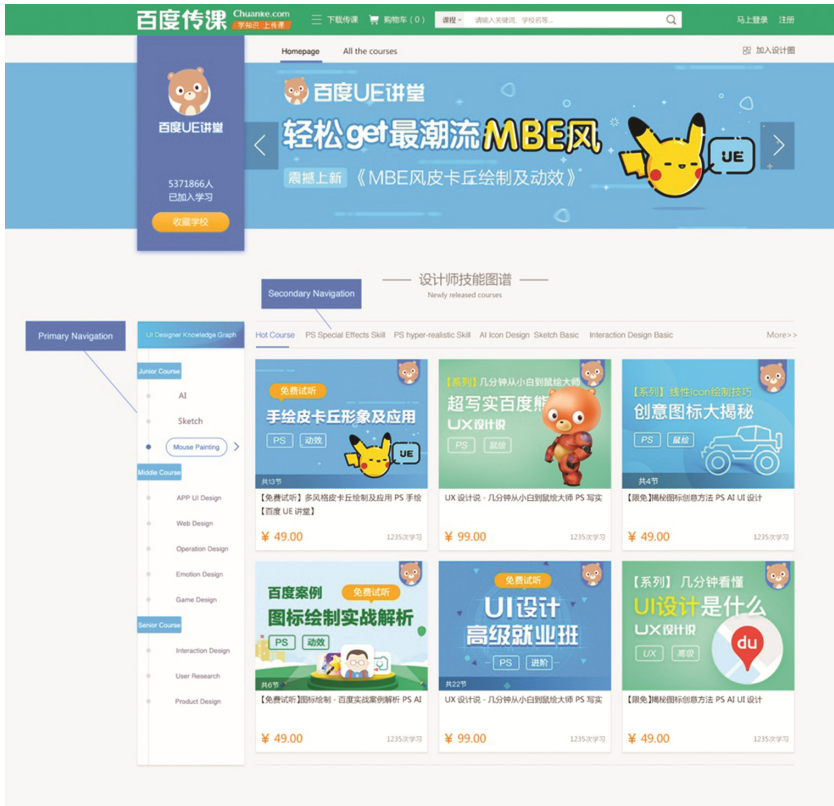 百度传课
Chuanke.com
学知识 上传课
下载传课
购物车 ( 0 )
课程
请输入关键词、学校名等...
马上登录
注册
Homepage
All the courses
加入设计圈
百度UE讲堂
5371866人
已加入学习
收藏学校
百度UE讲堂
轻松get最潮流MBE风
震撼上新
《MBE风皮卡丘绘制及动效》
UE
设计师技能图谱
Newly released courses
Secondary Navigation
Primary Navigation
UI Designer Knowledge Graph
Hot Course
PS Special Effects Skill
PS hyper-realistic Skill
AI Icon Design
Sketch Basic
Interaction Design Basic
More>>
Junior Course
AI
Sketch
Mouse Painting
Middle Course
APP UI Design
Web Design
Operation Design
Emotion Design
Game Design
Senior Course
Interaction Design
User Research
Product Design
免费试听
手绘皮卡丘形象及应用
PS
动效
UE
共13节
【免费试听】多风格皮卡丘绘制及应用 PS 手绘
【百度 UE 讲堂】
¥ 49.00
1235次学习
【系列】几分钟从小白到鼠绘大师
超写实百度熊
UX设计说
PS
鼠绘
UX 设计说 - 几分钟从小白到鼠绘大师 PS 写实
¥ 99.00
1235次学习
【系列】线性icon绘制技巧
创意图标大揭秘
PS
鼠绘
共4节
【限免】揭秘图标创意方法 PS AI UI 设计
¥ 49.00
1235次学习
百度案例
免费试听
图标绘制实战解析
PS
动效
共6节
【免费试听】图标绘制 - 百度实战案例解析 PS AI
¥ 49.00
1235次学习
免费试听
UI设计
高级就业班
PS
进阶
共22节
UX 设计说 - 几分钟从小白到鼠绘大师 PS 写实
¥ 99.00
1235次学习
【系列】 几分钟看懂
UI设计是什么
UX设计说
UX
高级
du
【限免】揭秘图标创意方法 PS AI UI 设计
¥ 49.00
1235次学习